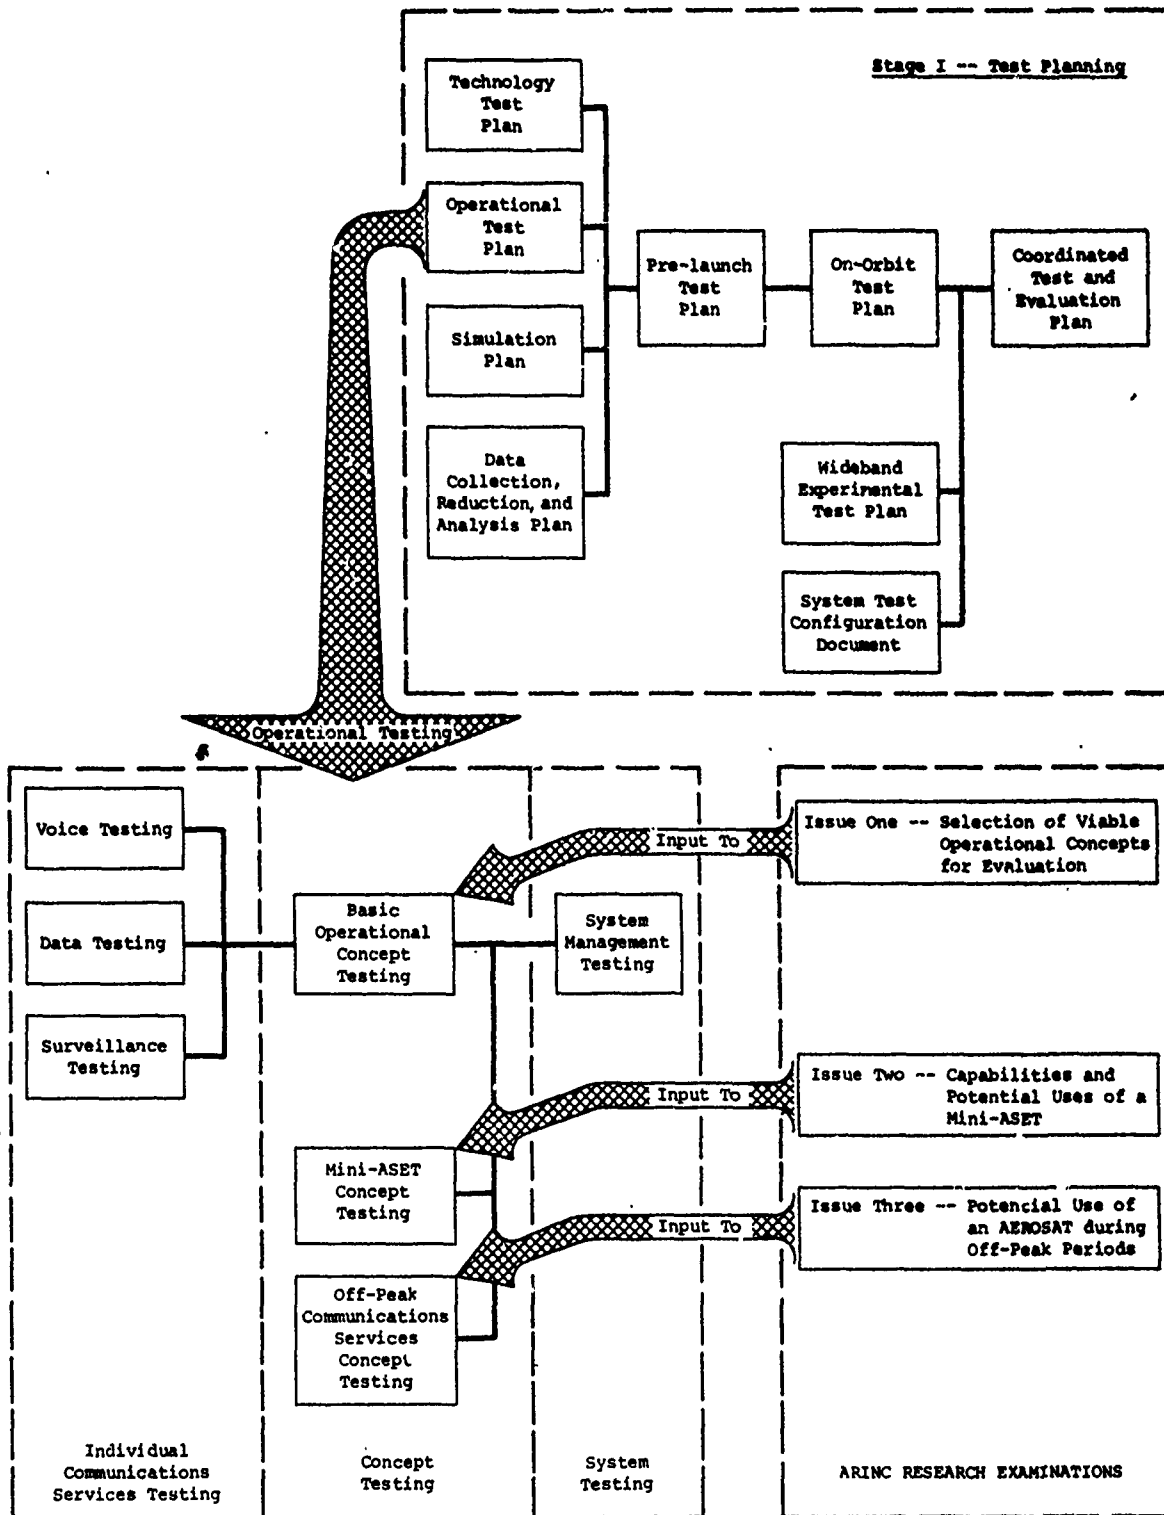 Stage I -- Test Planning
Technology
Test
Plan
Operational
Test
Plan
Simulation
Plan
Data
Collection,
Reduction, and
Analysis Plan
Pre-launch
Test
Plan
On-Orbit
Test
Plan
Coordinated
Test and
Evaluation
Plan
Wideband
Experimental
Test Plan
System Test
Configuration
Document
Operational Testing
Voice Testing
Data Testing
Surveillance
Testing
Basic
Operational
Concept
Testing
System
Management
Testing
Mini-ASET
Concept
Testing
Off-Peak
Communications
Services
Concept
Testing
Input To
Issue One -- Selection of Viable
Operational Concepts
for Evaluation
Input To
Issue Two -- Capabilities and
Potential Uses of a
Mini-ASET
Input To
Issue Three -- Potencial Use of
an AEROSAT during
Off-Peak Periods
Individual
Communications
Services Testing
Concept
Testing
System
Testing
ARINC RESEARCH EXAMINATIONS